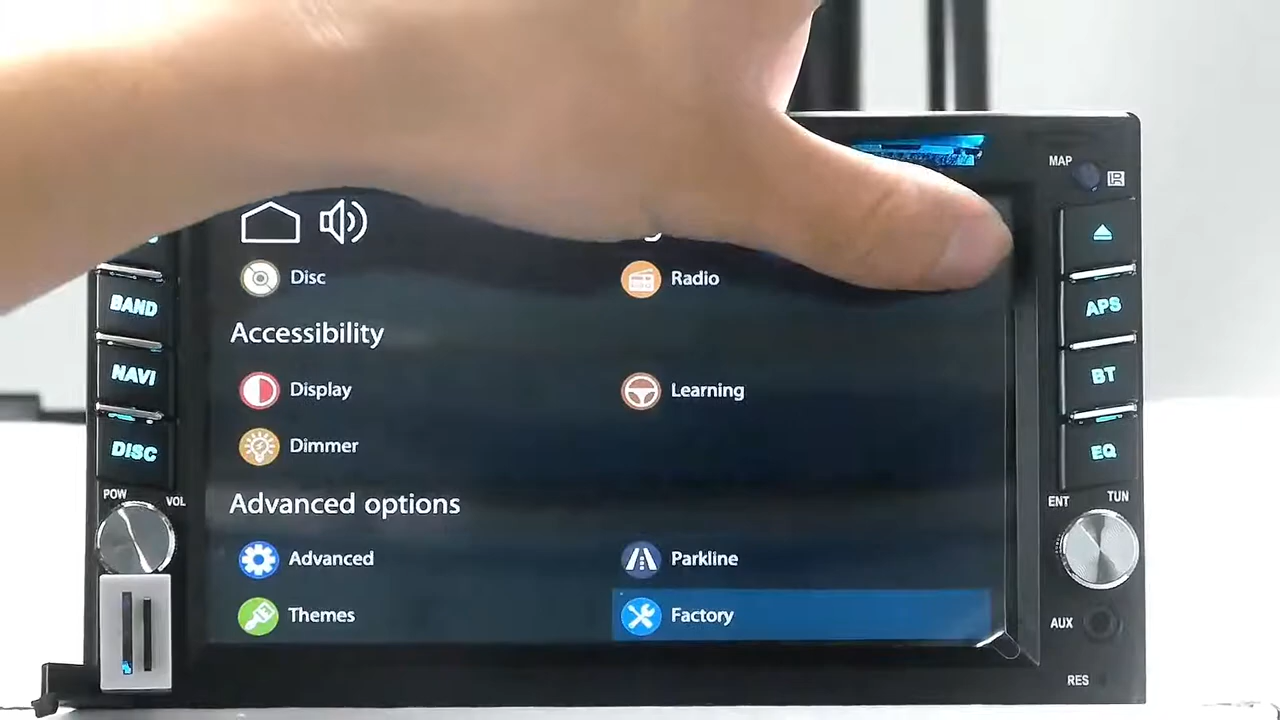 MAP
Disc
Radio
BAND
APS
Accessibility
NAVI
Display
Learning
BT
DISC
Dimmer
EQ
POW
VOL
Advanced options
ENT
TUN
Advanced
Parkline
Themes
Factory
AUX
RES